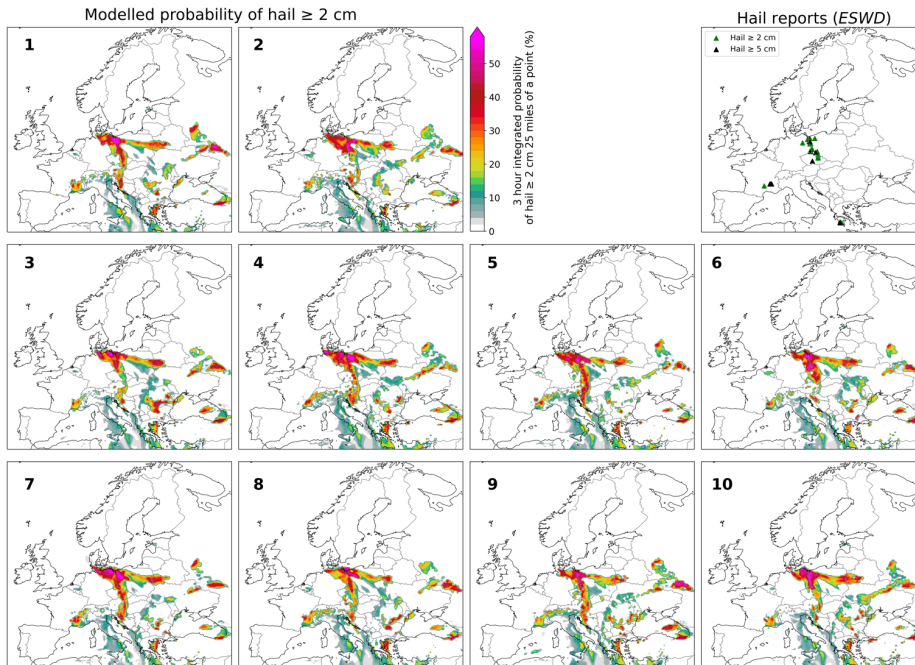 Modelled probability of hail ≥ 2 cm
Hail reports (ESWD)
1
2
50
40
30
20
10
0
3 hour integrated probability
of hail ≥ 2 cm 25 miles of a point (%)
Hail ≥ 2 cm
Hail ≥ 5 cm
3
4
5
6
7
8
9
10